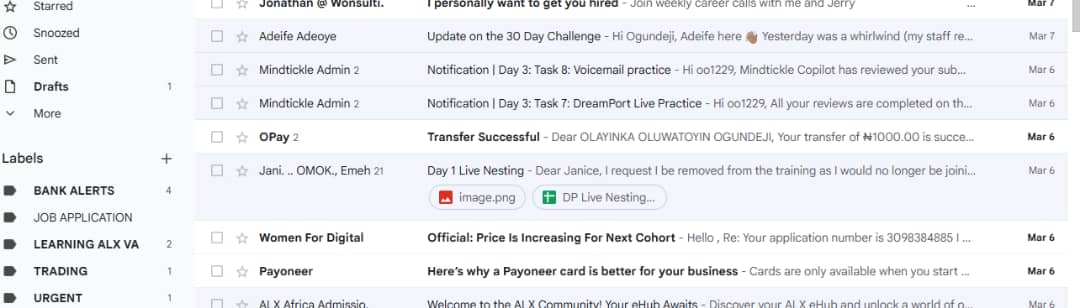 Starred
Snoozed
Sent
Drafts 1
More
Labels +
BANK ALERTS 4
JOB APPLICATION
LEARNING ALX VA 2
TRADING 1
URGENT 1
Jonathan @ Wonsulti. I personally want to get you hired - Join weekly career calls with me and Jerry ... Mar 7
Adeife Adeoye Update on the 30 Day Challenge - Hi Ogundeji, Adeife here 👋🏽 Yesterday was a whirlwind (my staff re... Mar 7
Mindtickle Admin 2 Notification | Day 3: Task 8: Voicemail practice - Hi oo1229, Mindtickle Copilot has reviewed your sub... Mar 6
Mindtickle Admin 2 Notification | Day 3: Task 7: DreamPort Live Practice - Hi oo1229, All your reviews are completed on th... Mar 6
OPay 2 Transfer Successful - Dear OLAYINKA OLUWATOYIN OGUNDEJI, Your transfer of ₦1000.00 is succe... Mar 6
Jani. .. OMOK., Emeh 21 Day 1 Live Nesting - Dear Janice, I request I be removed from the training as I would no longer be joini... Mar 6
image.png DP Live Nesting...
Women For Digital Official: Price Is Increasing For Next Cohort - Hello , Re: Your application number is 3098384885 I ... Mar 6
Payoneer Here's why a Payoneer card is better for your business - Cards are only available when you start ... Mar 6
ALX Africa Admissio. Welcome to the ALX Community! Your eHub Awaits - Discover your ALX eHub and unlock a world of o... Mar 6